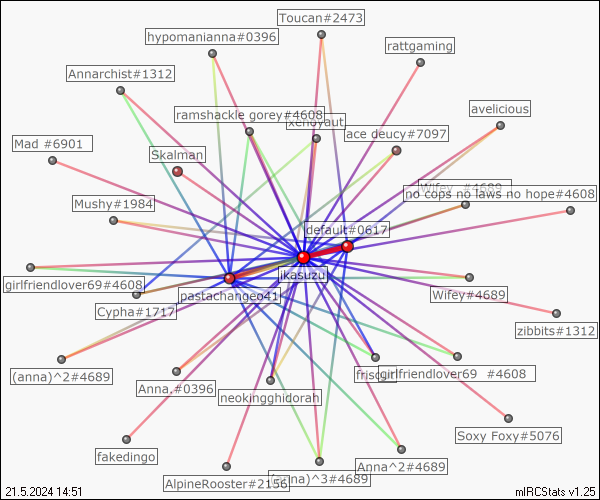 Toucan#2473
hypomanianna#0396
rattgaming
Annarchist#1312
avelicious
ramshackle gorey#4608
xenoyaut
ace deucy#7097
Mad #6901
Skalman
Wifey #4689
no cops no laws no hope#4608
Mushy#1984
default#0617
girlfriendlover69#4608
jkasuzu
pastachangeo41
Wifey#4689
Cypha#1717
zibbits#1312
(anna)^2#4689
girlfriendlover69 #4608
Anna.#0396
neokingghidorah
Soxy Foxy#5076
fakedingo
Anna^2#4689
AlpineRooster#2156
(anna)^3#4689
21.5.2024 14:51
mIRCStats v1.25